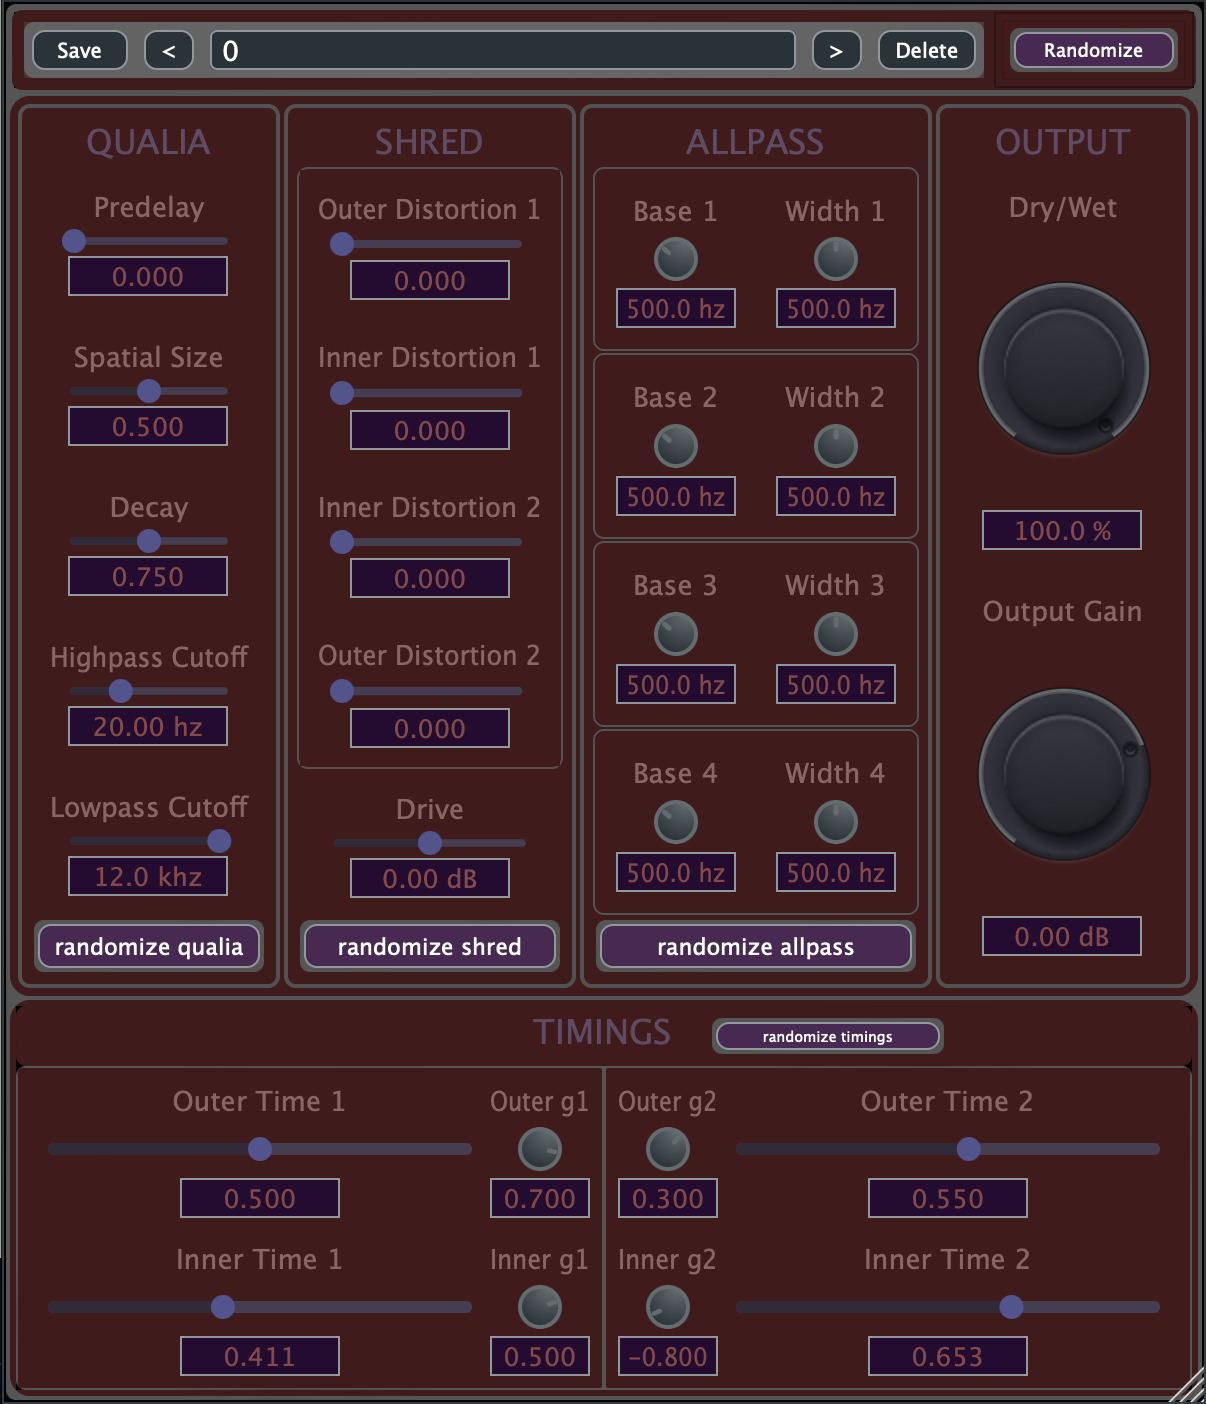 Save < 0 > Delete Randomize
QUALIA SHRED ALLPASS OUTPUT
Predelay Outer Distortion 1 Base 1 Width 1 Dry/Wet
0.000 0.000 500.0 hz 500.0 hz
Spatial Size Inner Distortion 1 Base 2 Width 2
0.500 0.000 500.0 hz 500.0 hz
Decay Inner Distortion 2 100.0 %
0.750 0.000 Base 3 Width 3 Output Gain
Highpass Cutoff Outer Distortion 2 500.0 hz 500.0 hz
20.00 hz 0.000
Lowpass Cutoff Drive Base 4 Width 4
12.0 khz 0.00 dB 500.0 hz 500.0 hz 0.00 dB
randomize qualia randomize shred randomize allpass
TIMINGS randomize timings
Outer Time 1 Outer g1 Outer g2 Outer Time 2
0.500 0.700 0.300 0.550
Inner Time 1 Inner g1 Inner g2 Inner Time 2
0.411 0.500 -0.800 0.653